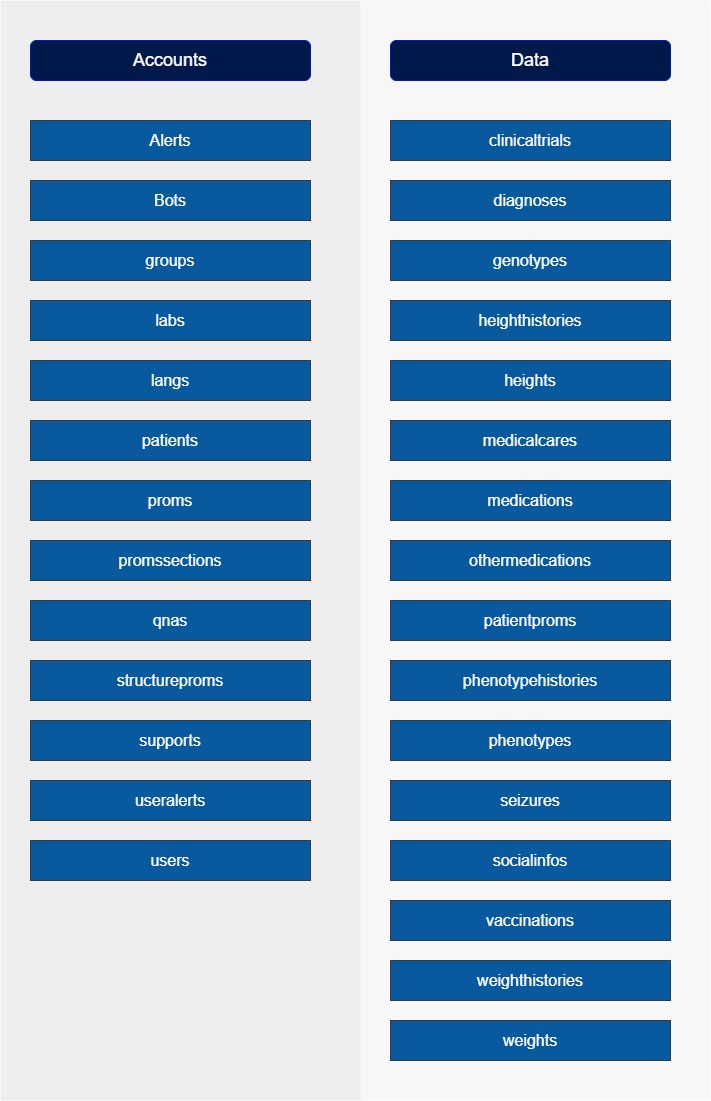 Accounts
Alerts
Bots
groups
labs
langs
patients
proms
promssections
qnas
structureproms
supports
useralerts
users
Data
clinicaltrials
diagnoses
genotypes
heighthistories
heights
medicalcares
medications
othermedications
patientproms
phenotypehistories
phenotypes
seizures
socialinfos
vaccinations
weighthistories
weights